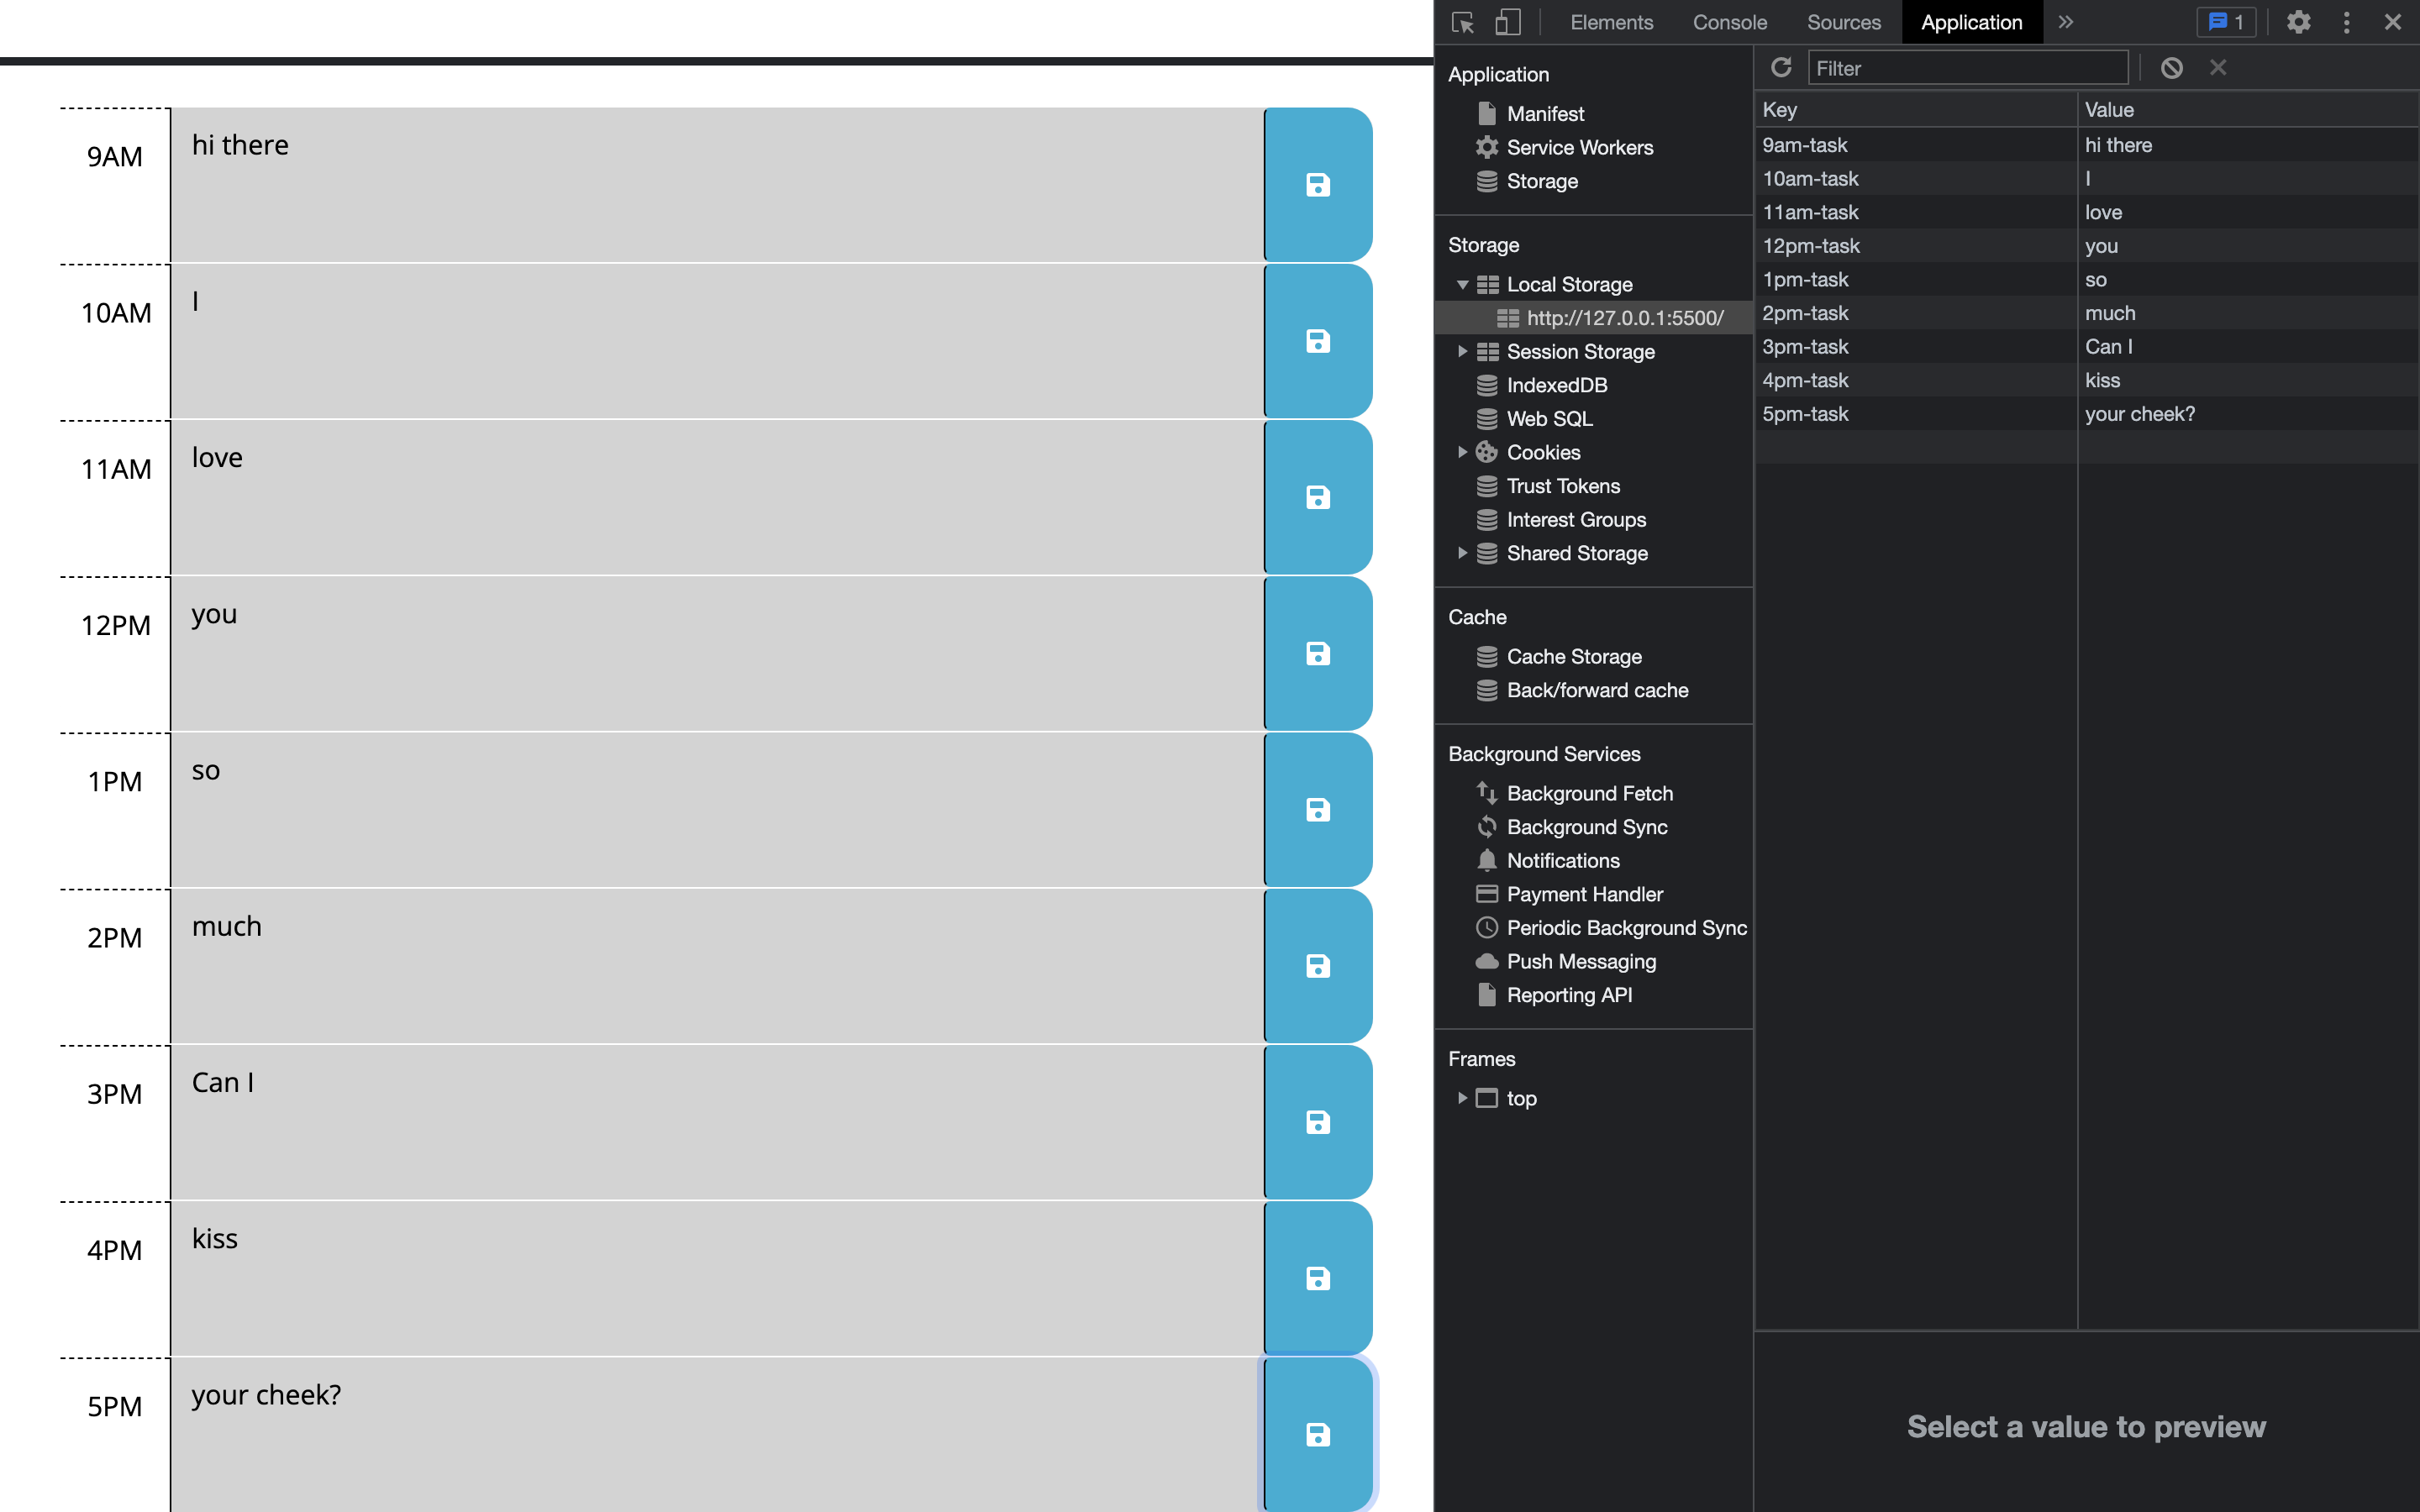 9AM
hi there
10AM
I
11AM
love
12PM
you
1PM
so
2PM
much
3PM
Can I
4PM
kiss
5PM
your cheek?
Elements Console Sources Application 1
Application
Manifest
Service Workers
Storage
Storage
Local Storage
http://127.0.0.1:5500/
Session Storage
IndexedDB
Web SQL
Cookies
Trust Tokens
Interest Groups
Shared Storage
Cache
Cache Storage
Back/forward cache
Background Services
Background Fetch
Background Sync
Notifications
Payment Handler
Periodic Background Sync
Push Messaging
Reporting API
Frames
top
Filter
Key Value
9am-task hi there
10am-task I
11am-task love
12pm-task you
1pm-task so
2pm-task much
3pm-task Can I
4pm-task kiss
5pm-task your cheek?
Select a value to preview